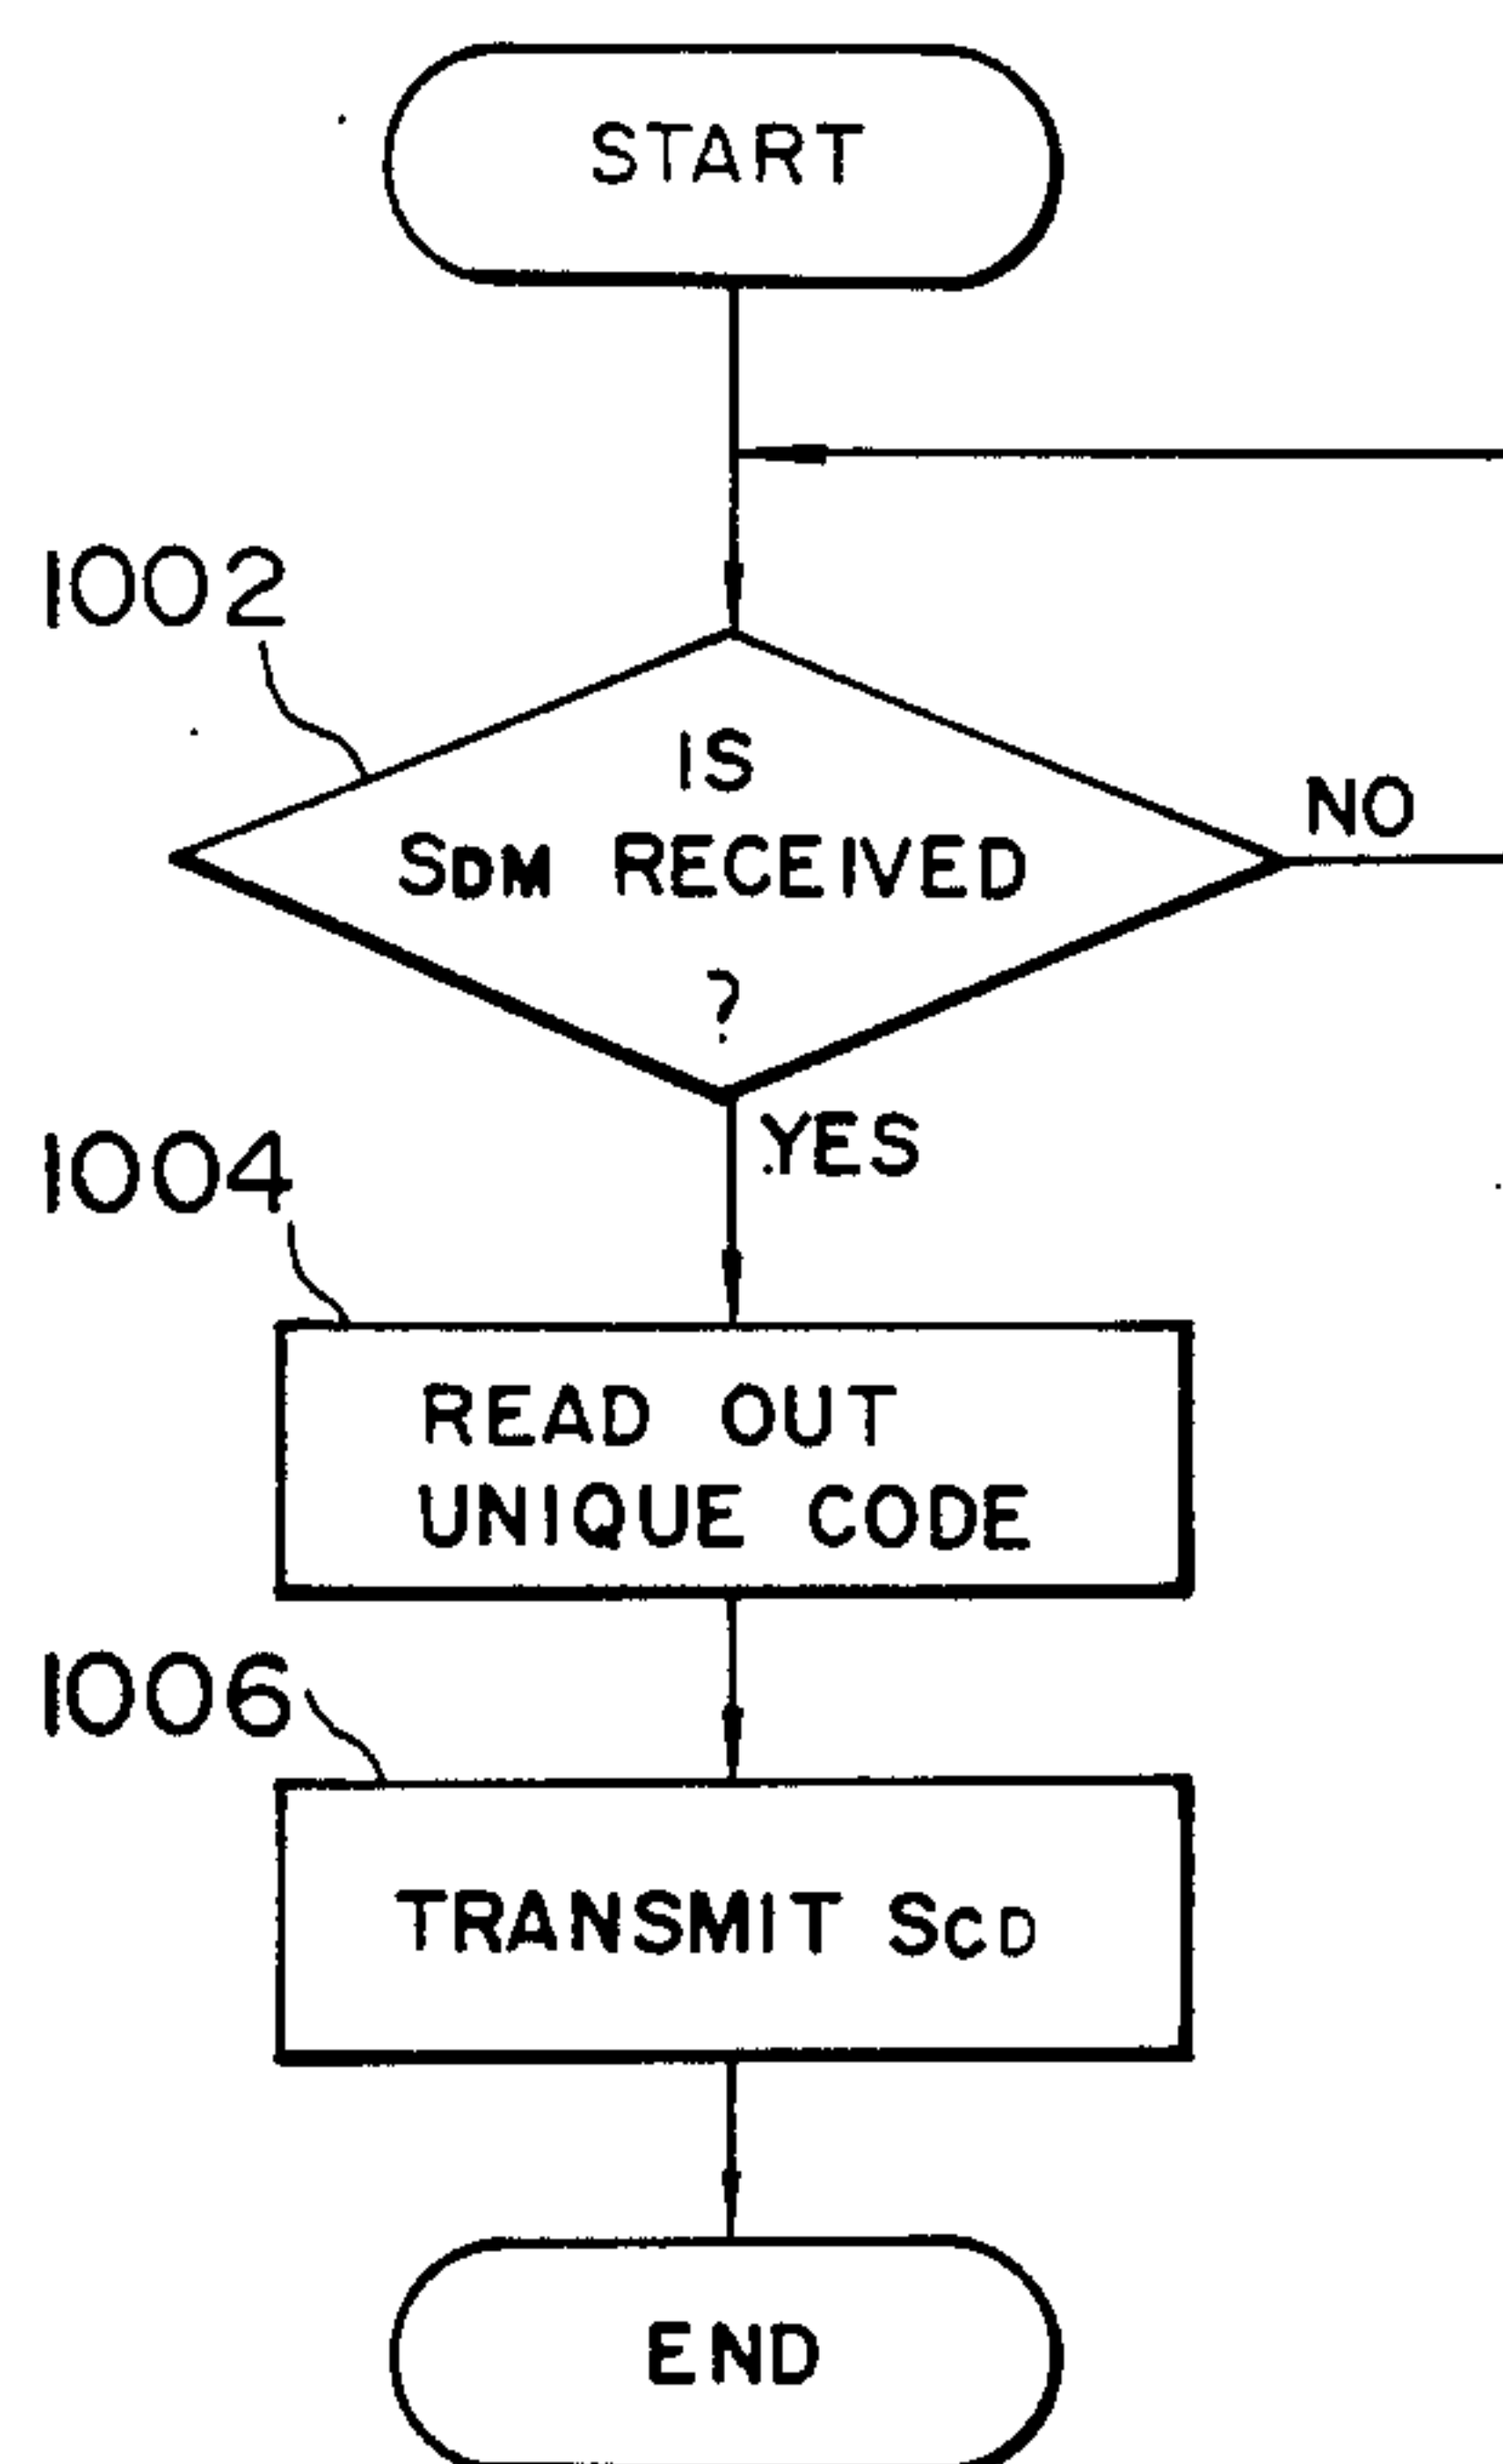 START
1002
IS
SDM RECEIVED
?
NO
YES
1004
READ OUT
UNIQUE CODE
1006
TRANSMIT SCD
END